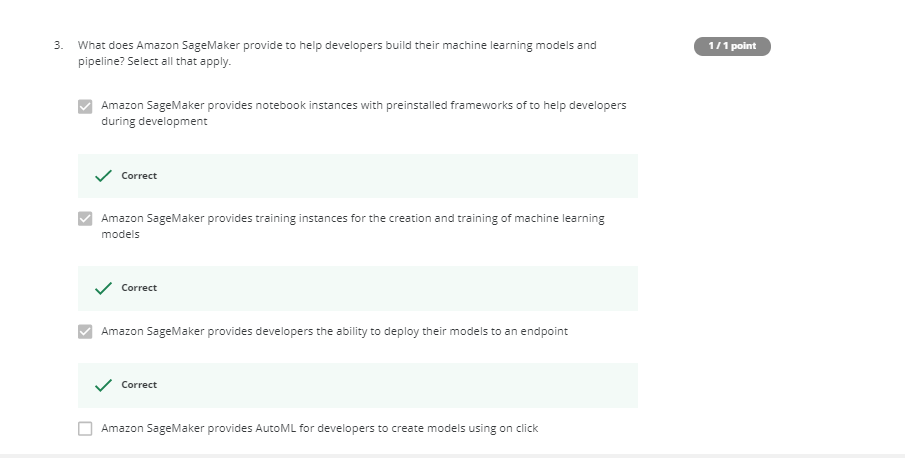 3. What does Amazon SageMaker provide to help developers build their machine learning models and
pipeline? Select all that apply.
1 / 1 point
Amazon SageMaker provides notebook instances with preinstalled frameworks of to help developers
during development
Correct
Amazon SageMaker provides training instances for the creation and training of machine learning
models
Correct
Amazon SageMaker provides developers the ability to deploy their models to an endpoint
Correct
Amazon SageMaker provides AutoML for developers to create models using on click